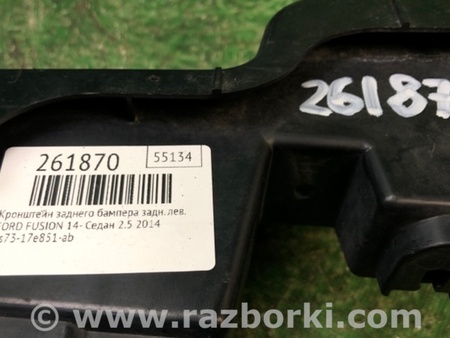 261870
55134
Кронштейн заднего бампера задн.лев.
FORD FUSION 14- Седан 2.5 2014
s73-17e851-ab
26187
www.razborki.com